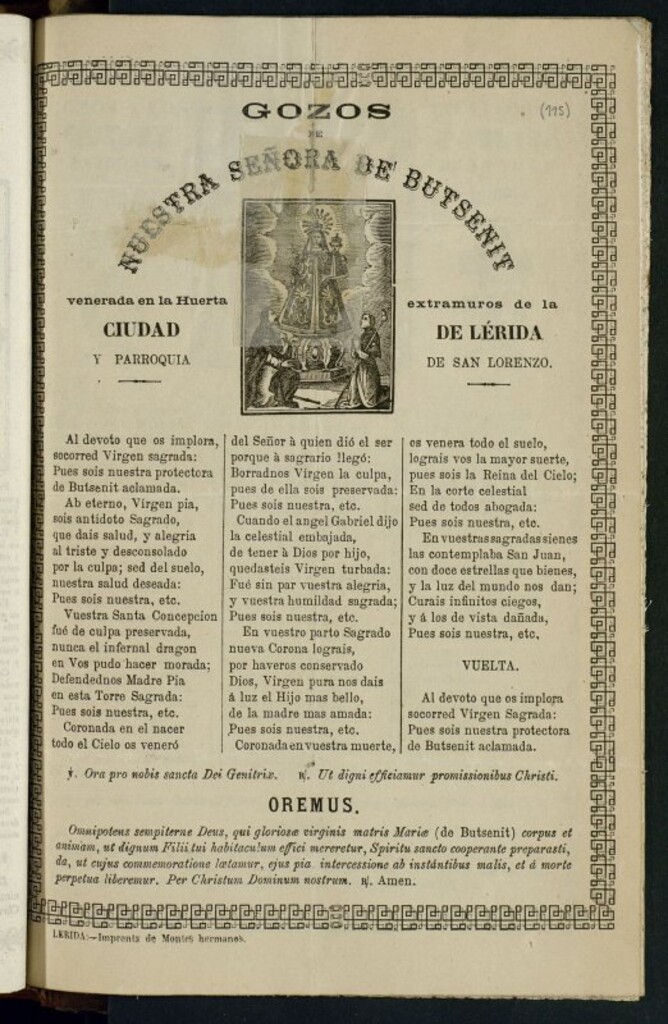 GOZOS
(115)
DE
NUESTRA SEÑORA DE BUTSENIT
venerada en la Huerta
CIUDAD
Y PARROQUIA
extramuros de la
DE LÉRIDA
DE SAN LORENZO.
Al devoto que os implora,
socorred Virgen sagrada:
Pues sois nuestra protectora
de Butsenit aclamada.
Ab eterno, Virgen pia,
sois antidoto Sagrado,
que dais salud, y alegria
al triste y desconsolado
por la culpa; sed del suelo,
nuestra salud deseada:
Pues sois nuestra, etc.
Vuestra Santa Concepcion
fué de culpa preservada,
nunca el infernal dragon
en Vos pudo hacer morada;
Defendednos Madre Pia
en esta Torre Sagrada:
Pues sois nuestra, etc.
Coronada en el nacer
todo el Cielo os veneró
del Señor à quien dió el ser
porque à sagrario llegó:
Borradnos Vírgen la culpa,
pues de ella sois preservada:
Pues sois nuestra, etc.
Cuando el angel Gabriel dijo
la celestial embajada,
de tener à Dios por hijo,
quedasteis Virgen turbada:
Fué sin par vuestra alegria,
y vuestra humildad sagrada;
Pues sois nuestra, etc.
En vuestro parto Sagrado
nueva Corona lograis,
por haveros conservado
Dios, Virgen pura nos dais
á luz el Hijo mas bello,
de la madre mas amada:
Pues sois nuestra, etc.
Coronada en vuestra muerte,
os venera todo el suelo,
lograis vos la mayor suerte,
pues sois la Reina del Cielo;
En la corte celestial
sed de todos abogada:
Pues sois nuestra, etc.
En vuestras sagradas sienes
las contemplaba San Juan,
con doce estrellas que bienes,
y la luz del mundo nos dan;
Curais infinitos ciegos,
y á los de vista dañada,
Pues sois nuestra, etc,
VUELTA.
Al devoto que os implora
socorred Vírgen Sagrada:
Pues sois nuestra protectora
de Butsenit aclamada.
℣. Ora pro nobis sancta Dei Genitrix. ℟. Ut digni efficiamur promissionibus Christi.
OREMUS.
Omnipotens sempiterne Deus, qui gloriosæ virginis matris Mariæ (de Butsenit) corpus et
animam, ut dignum Filii tui habitaculum effici mereretur, Spiritu sancto cooperante preparasti,
da, ut cujus commemoratione lætamur, ejus pia intercessione ab instántibus malis, et á morte
perpetua liberemur. Per Christum Dominum nostrum. ℟. Amen.
LERIDA:—Imprenta de Montes hermanos.